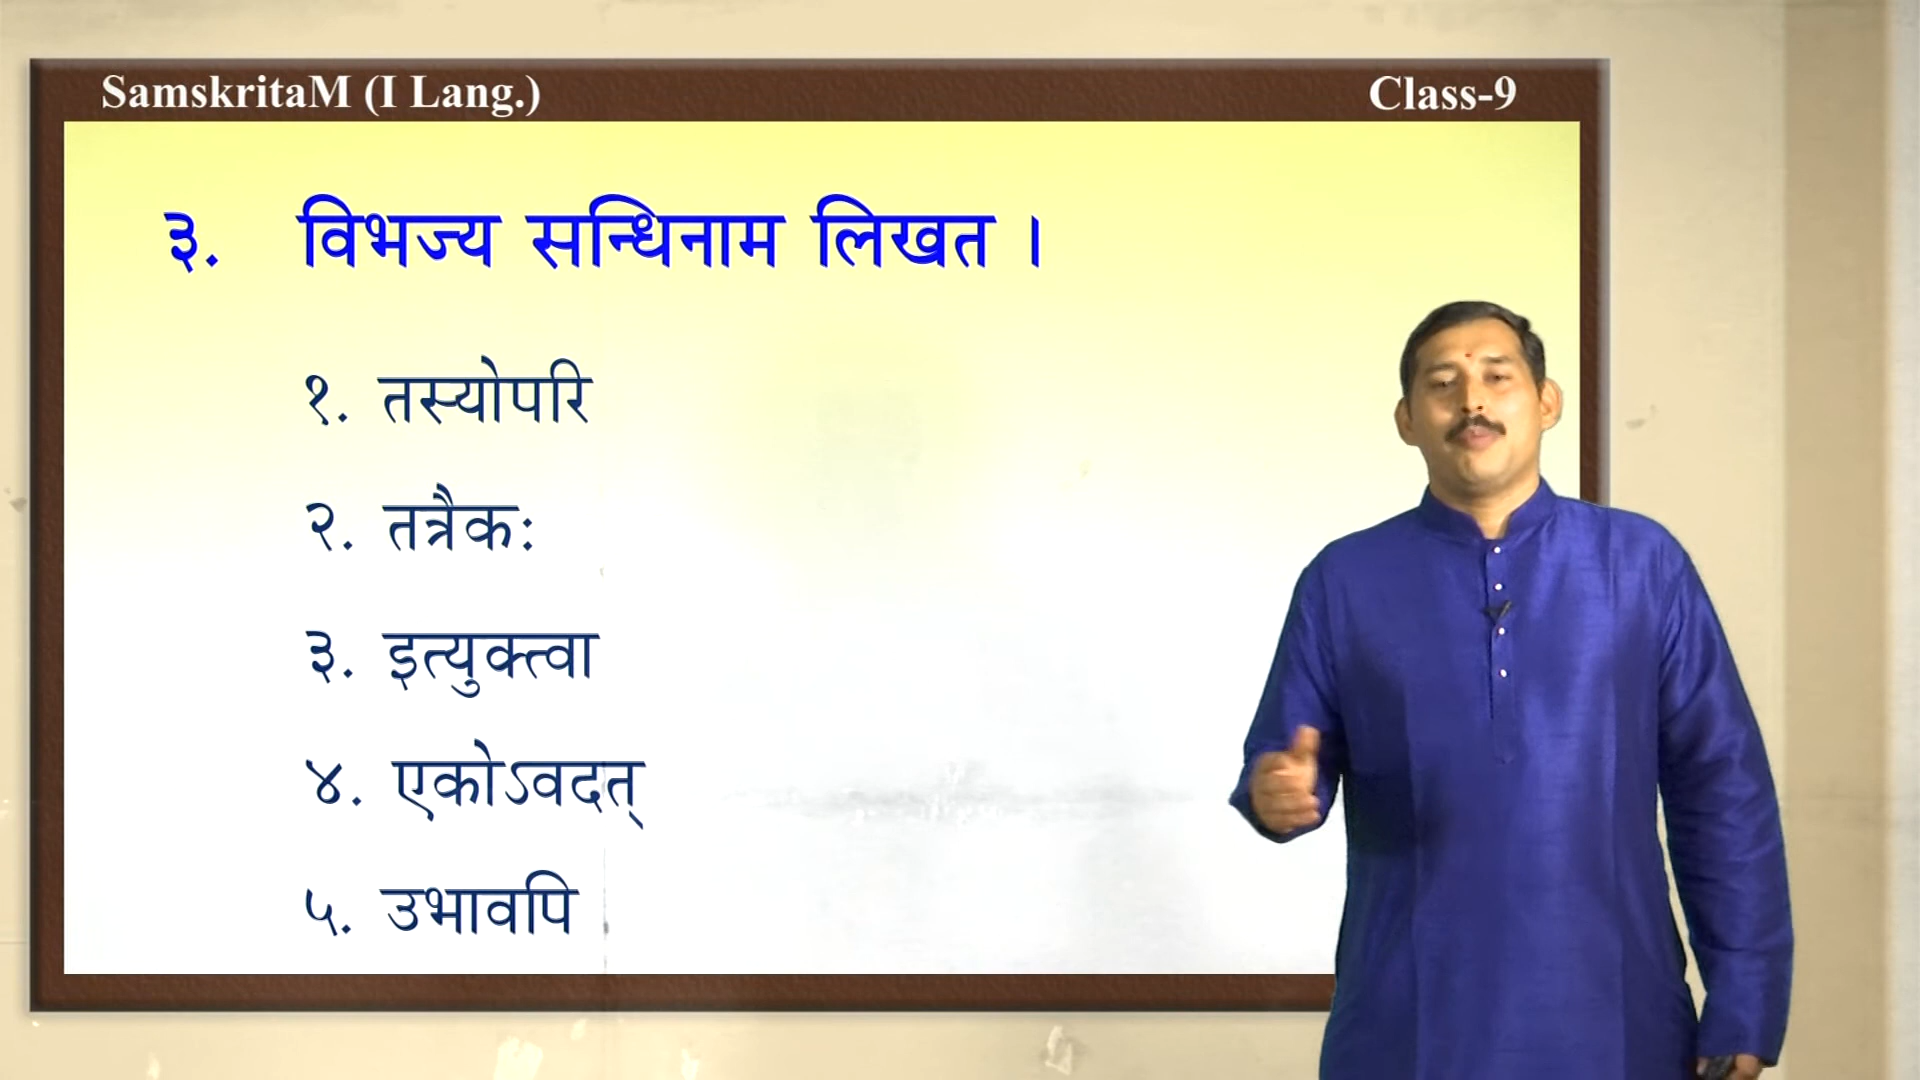 SamskritaM (I Lang.) Class-9
३. विभज्य सन्धिनाम लिखत ।
१. तस्योपरि
२. तत्रैकः
३. इत्युक्त्वा
४. एकोऽवदत्
५. उभावपि